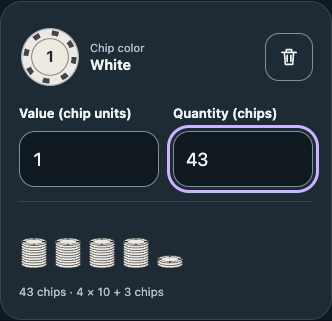 1
Chip color
White
Value (chip units)
Quantity (chips)
1
43
43 chips · 4 × 10 + 3 chips